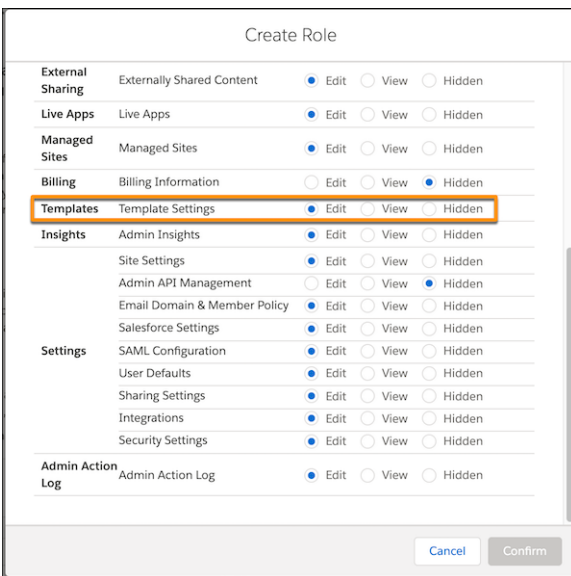 Create Role
External Sharing Externally Shared Content Edit View Hidden
Live Apps Live Apps Edit View Hidden
Managed Sites Managed Sites Edit View Hidden
Billing Billing Information Edit View Hidden
Templates Template Settings Edit View Hidden
Insights Admin Insights Edit View Hidden
Site Settings Edit View Hidden
Admin API Management Edit View Hidden
Email Domain & Member Policy Edit View Hidden
Salesforce Settings Edit View Hidden
Settings SAML Configuration Edit View Hidden
User Defaults Edit View Hidden
Sharing Settings Edit View Hidden
Integrations Edit View Hidden
Security Settings Edit View Hidden
Admin Action Log Admin Action Log Edit View Hidden
Cancel Confirm